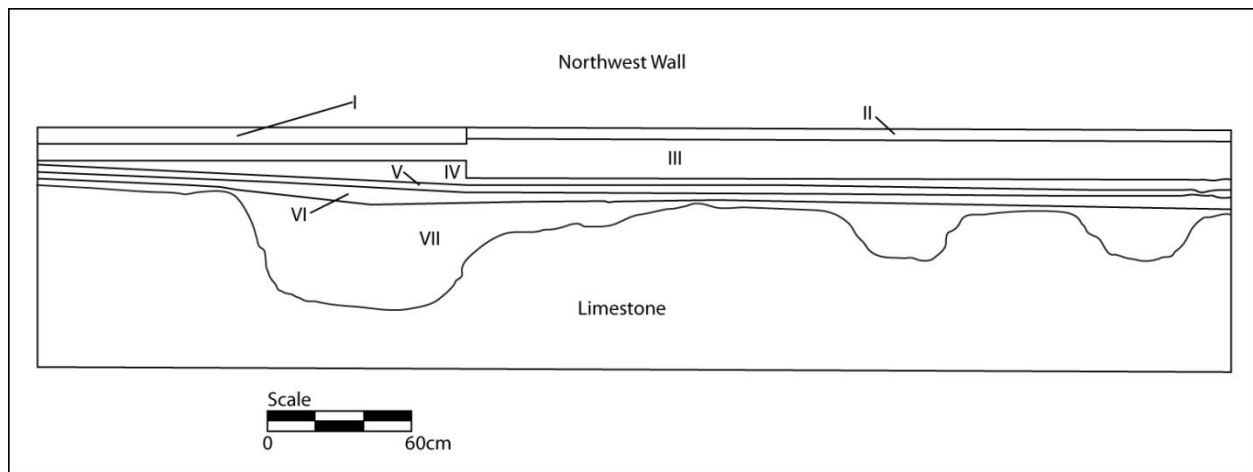 Northwest Wall
I
II
III
IV
V
VI
VII
Limestone
Scale
0 60cm